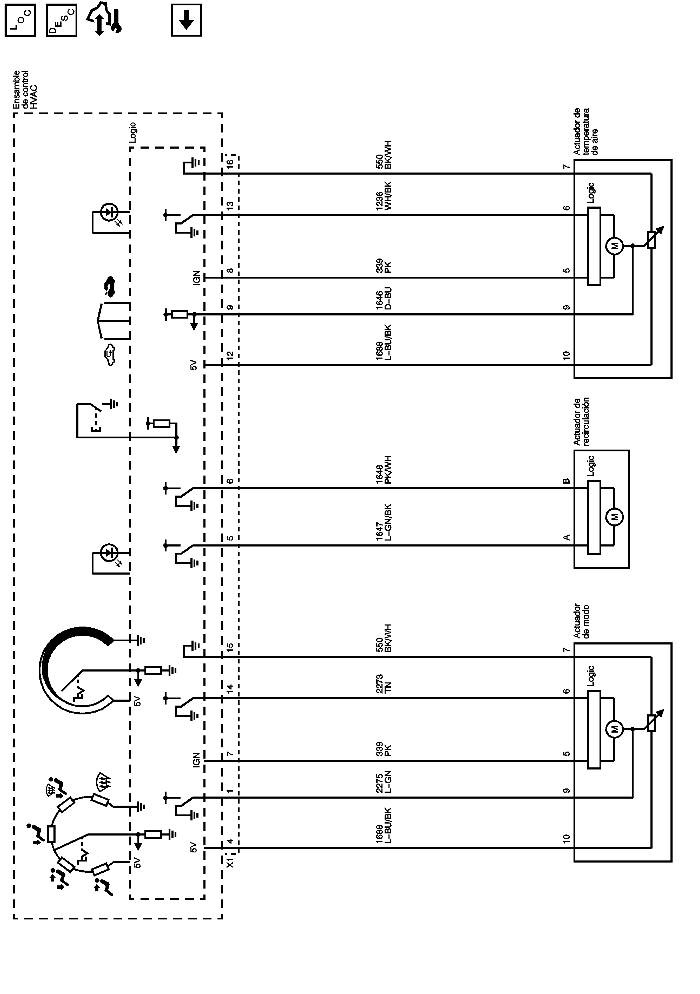 LOC
DESC
Ensamble
de control
HVAC
Logic
16
13
IGN
8
9
5V
12
6
5
15
14
5V
IGN
7
1
5V
5V
4
X1
550
BK/WH
1236
WH/BK
339
PK
1646
D-BU
1688
L-BU/BK
1648
PK/WH
1647
L-GN/BK
550
BK/WH
2273
TN
339
PK
2275
L-GN
1688
L-BU/BK
Actuador de
temperatura
de aire
7
6
5
9
10
Logic
M
Actuador de
recirculación
B
A
Logic
M
Actuador
de modo
7
6
5
9
10
Logic
M